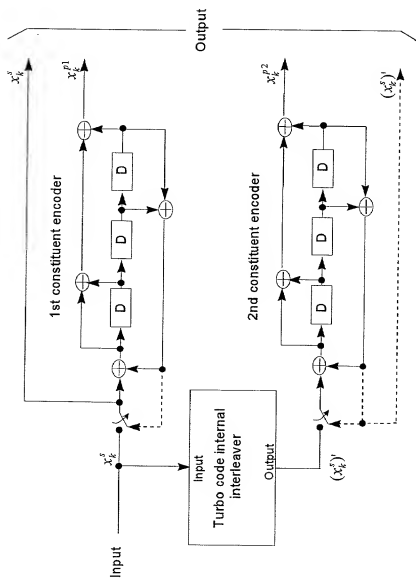 Output
x_k^s
x_k^{p1}
1st constituent encoder
D
D
D
Input
x_k^s
Input
Turbo code internal
interleaver
Output
(x_k^s)'
2nd constituent encoder
D
D
D
x_k^{p2}
(x_k^s)'